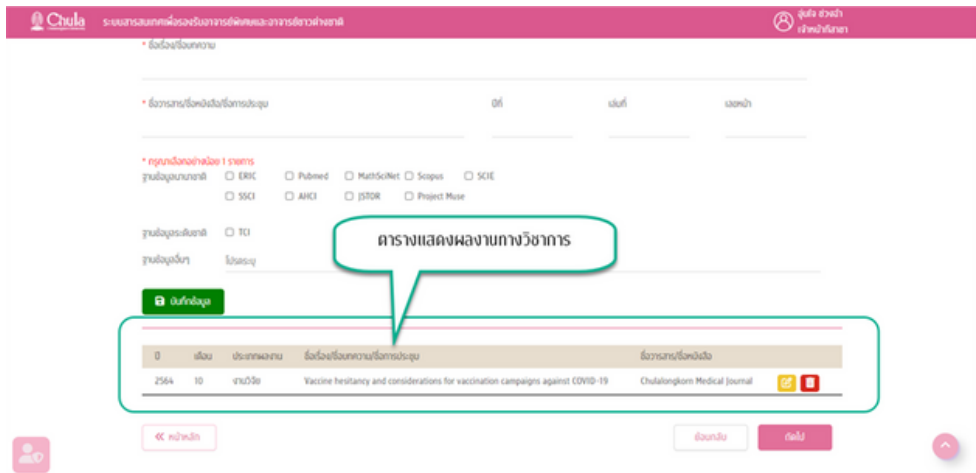 Chula ระบบสารสนเทศเพื่อรองรับอาจารย์พิเศษและอาจารย์ชาวต่างชาติ
อุ่นใจ ช่วงฉ่ำ
เจ้าหน้าที่สาขา
* ชื่อเรื่อง/ชื่อบทความ
* ชื่อวารสาร/ชื่อหนังสือ/ชื่อการประชุม ปีที่ เล่มที่ เลขหน้า
* กรุณาเลือกอย่างน้อย 1 รายการ
ฐานข้อมูลนานาชาติ ERIC Pubmed MathSciNet Scopus SCIE
SSCI AHCI JSTOR Project Muse
ฐานข้อมูลระดับชาติ TCI
ตารางแสดงผลงานทางวิชาการ
ฐานข้อมูลอื่นๆ โปรดระบุ
บันทึกข้อมูล
ปี เดือน ประเภทผลงาน ชื่อเรื่อง/ชื่อบทความ/ชื่อการประชุม ชื่อวารสาร/ชื่อหนังสือ
2564 10 งานวิจัย Vaccine hesitancy and considerations for vaccination campaigns against COVID-19 Chulalongkorn Medical Journal
หน้าหลัก ย้อนกลับ ถัดไป